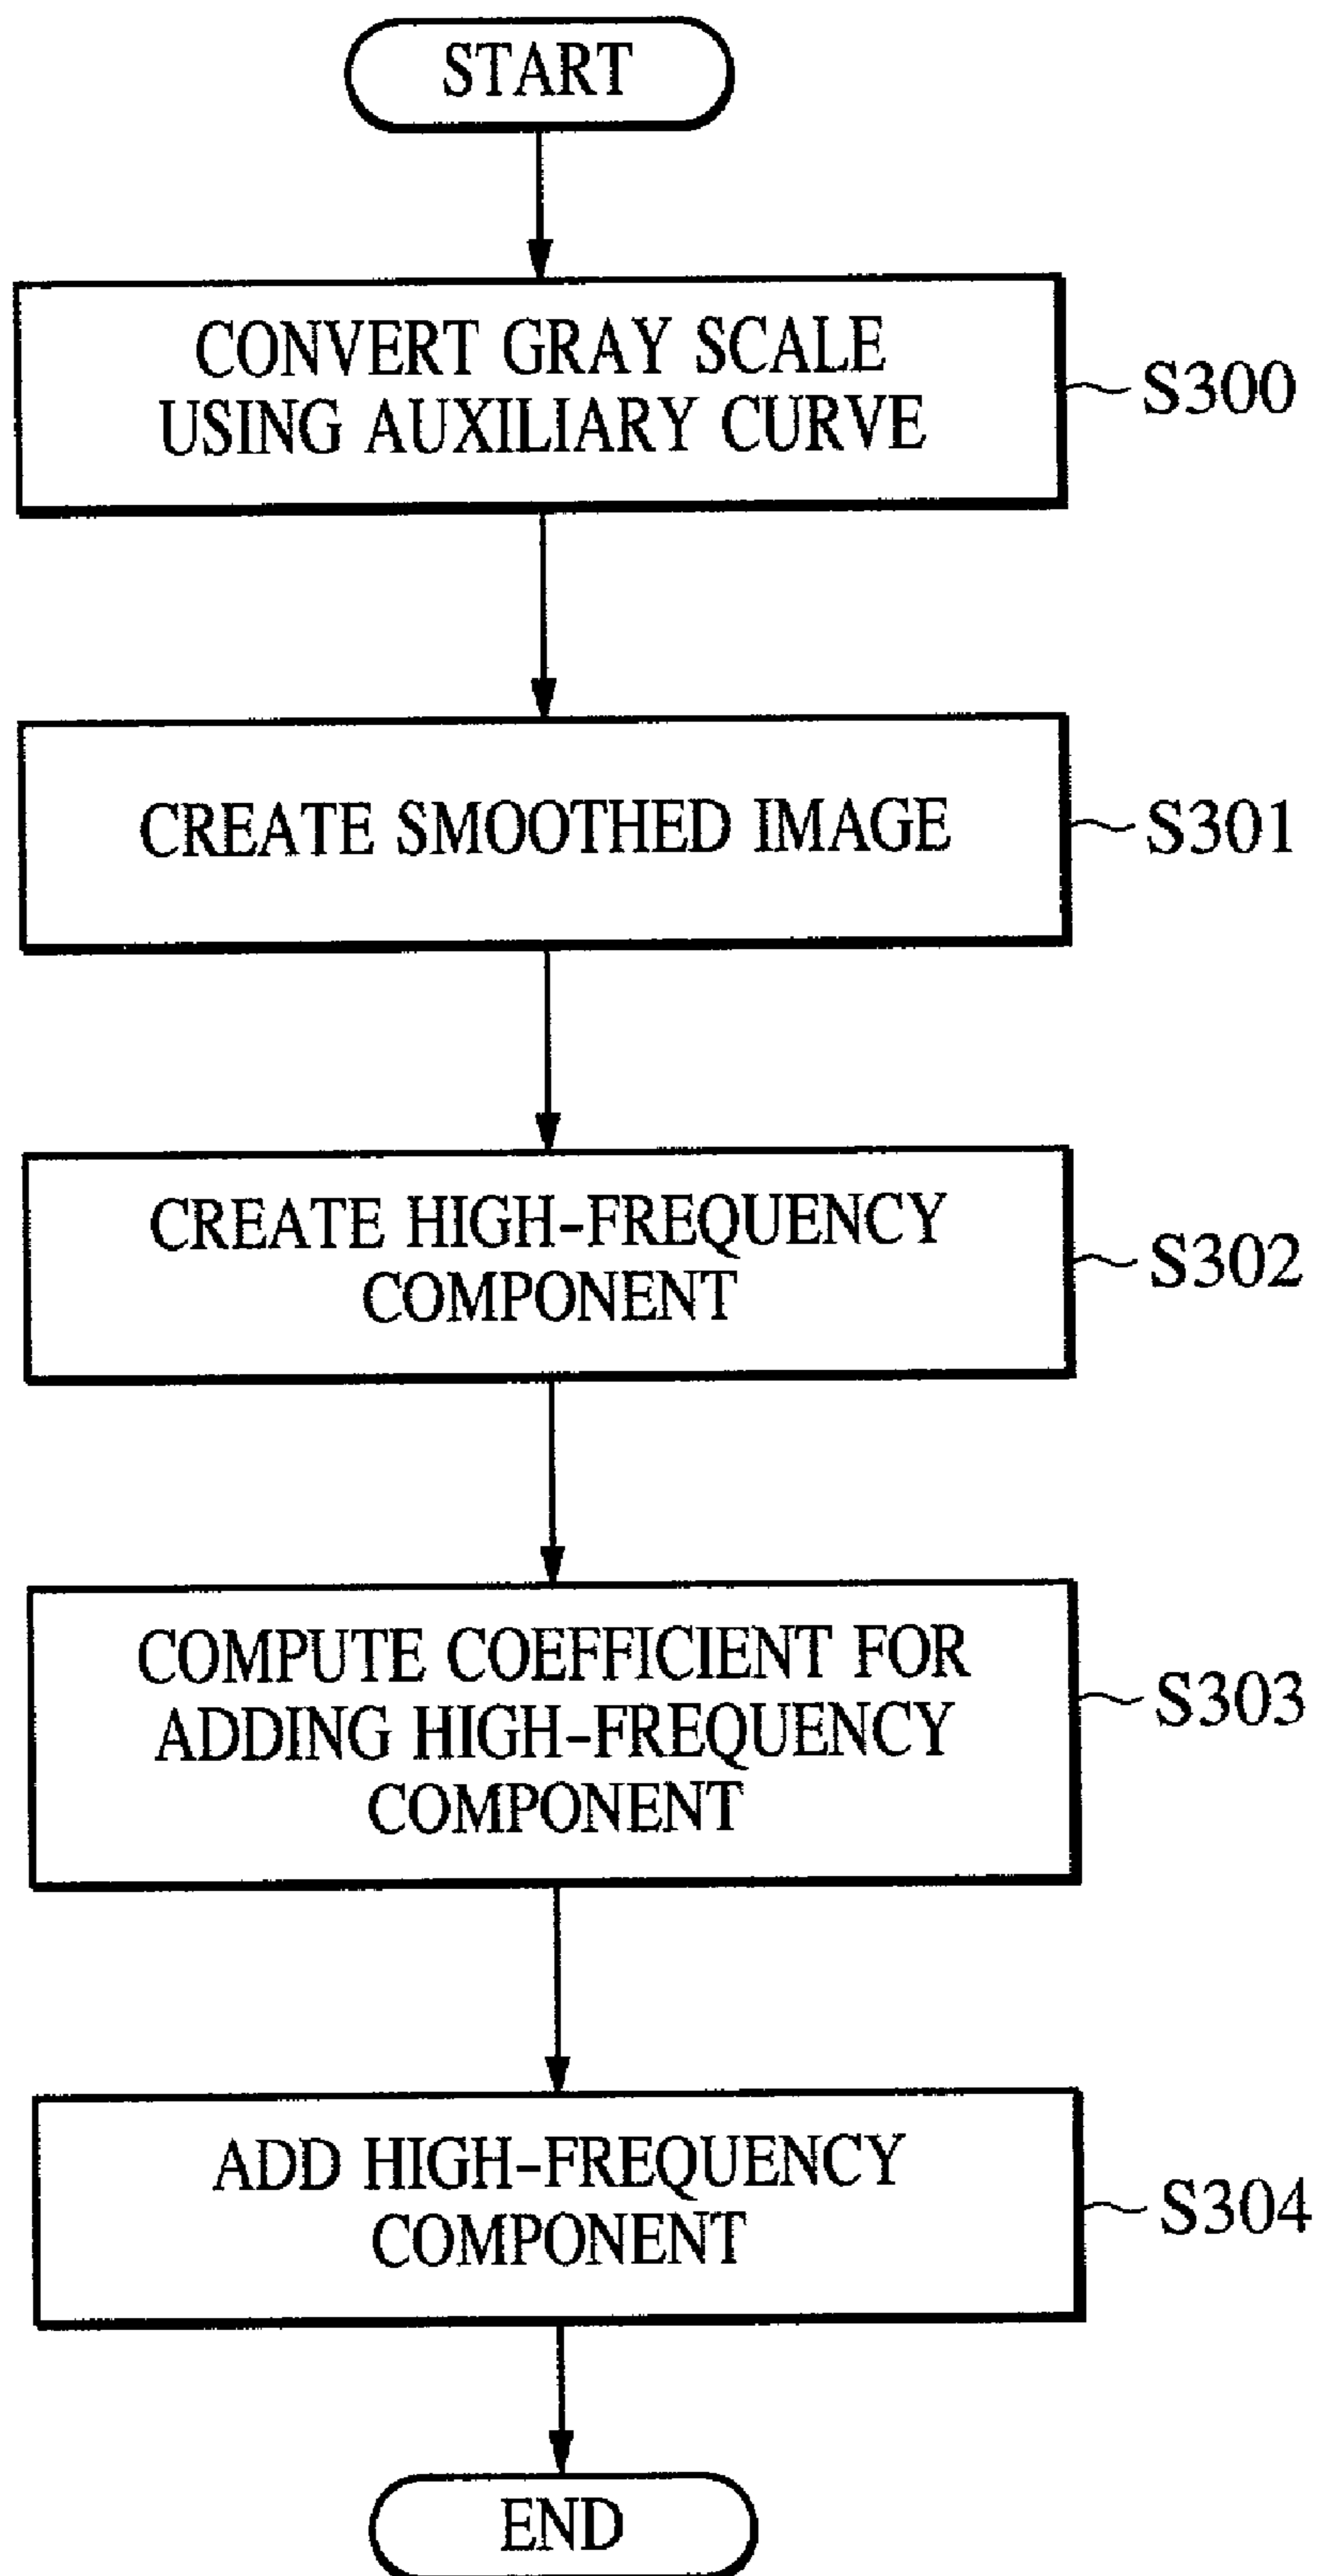 START
CONVERT GRAY SCALE
USING AUXILIARY CURVE
S300
CREATE SMOOTHED IMAGE
S301
CREATE HIGH-FREQUENCY
COMPONENT
S302
COMPUTE COEFFICIENT FOR
ADDING HIGH-FREQUENCY
COMPONENT
S303
ADD HIGH-FREQUENCY
COMPONENT
S304
END